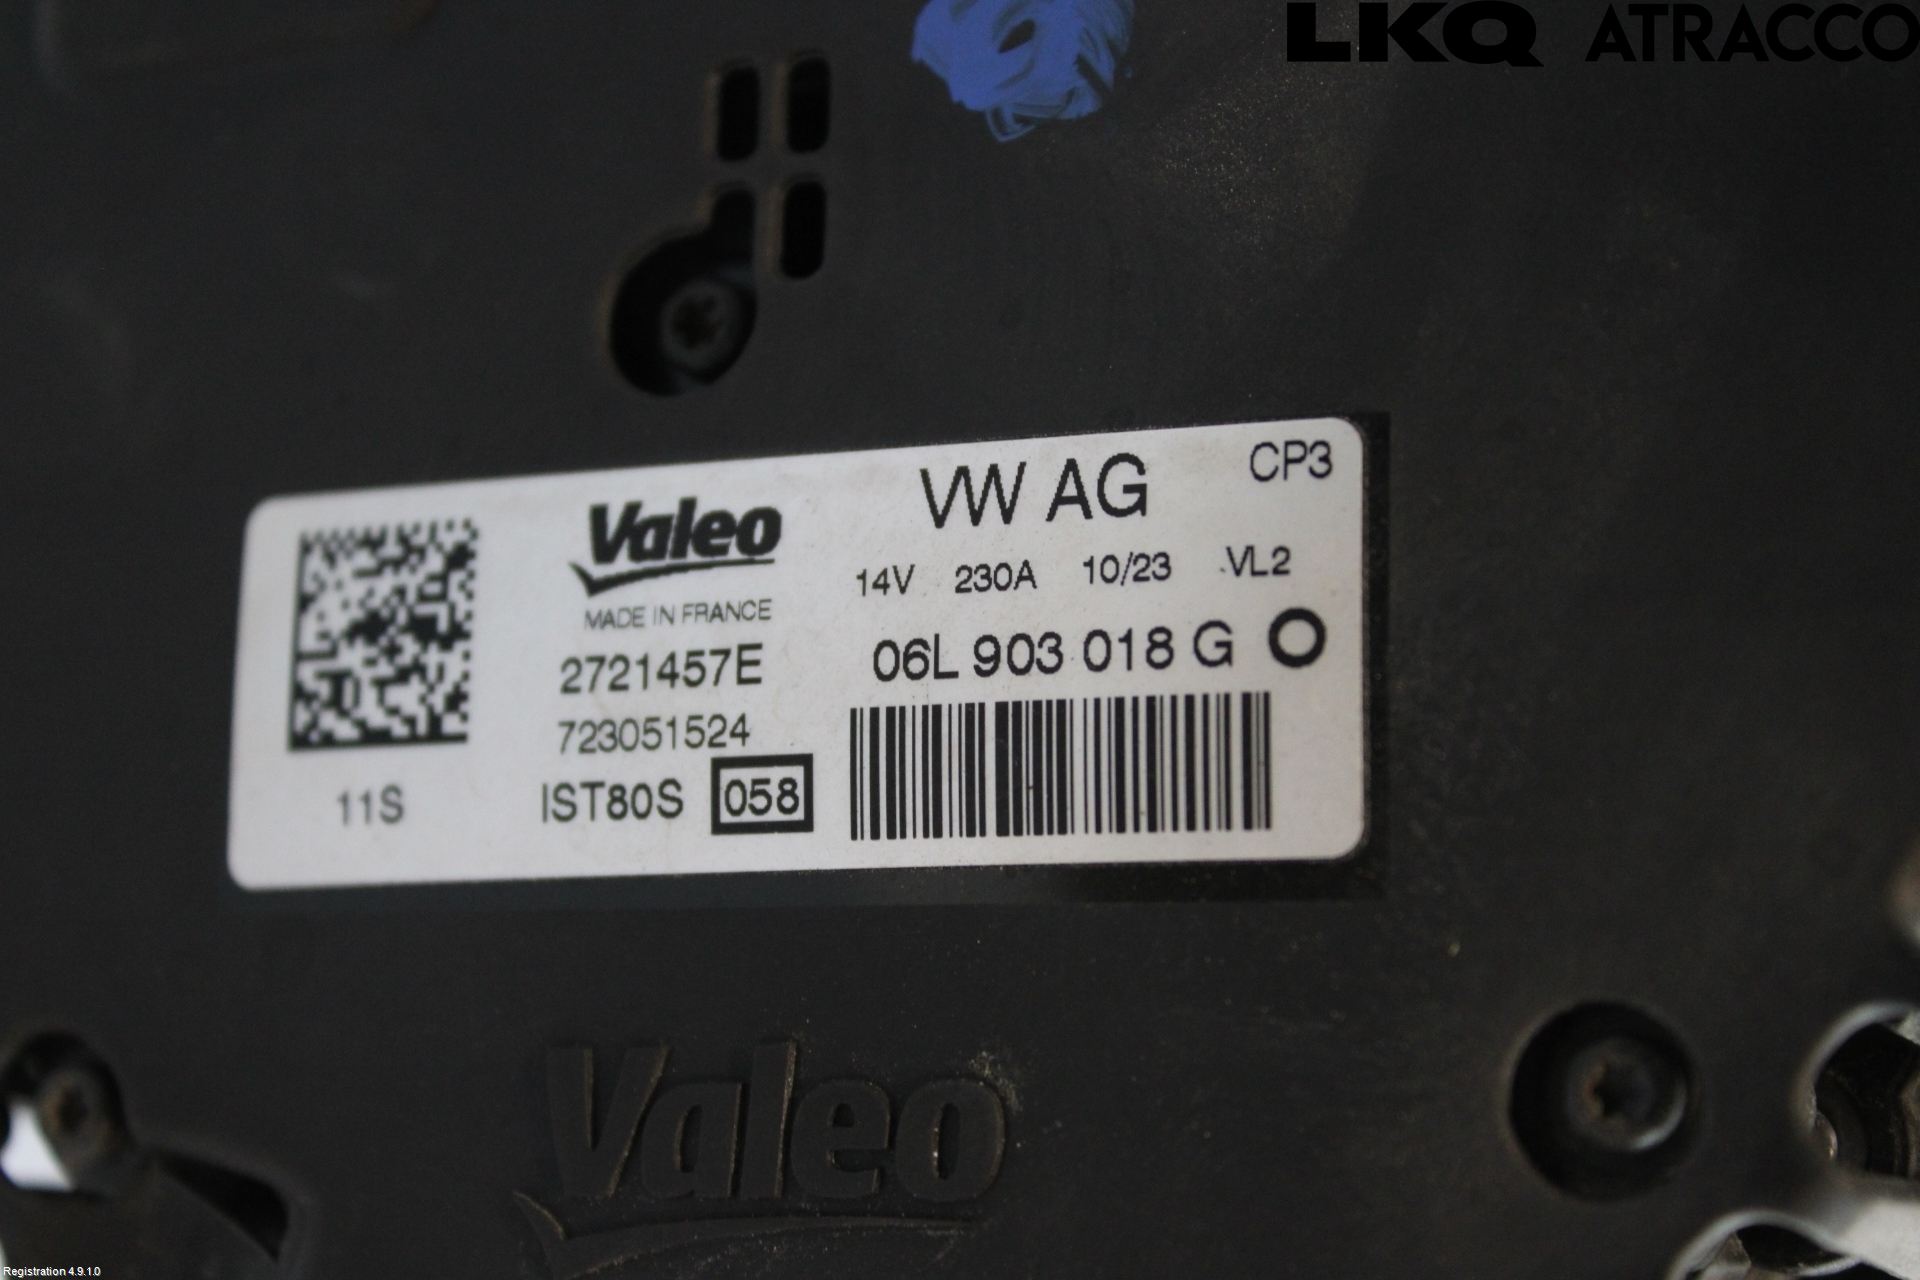 LKQ ATRACCO
VW AG CP3
Valeo
14V 230A 10/23 VL2
MADE IN FRANCE
2721457E
06L 903 018 G O
723051524
11S
IST80S 058
Valeo
Registration 4.9.1.0